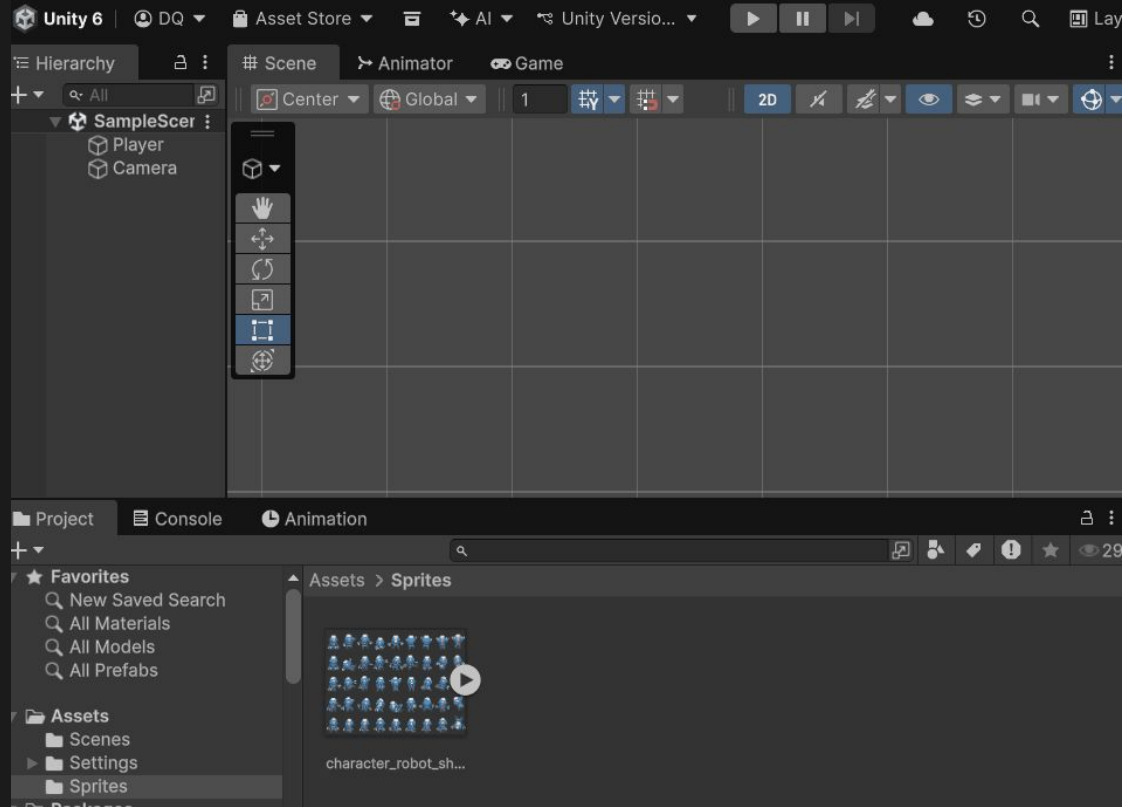 Unity 6 DQ Asset Store AI Unity Versio... Lay
Hierarchy Scene Animator Game
All Center Global 1 2D
SampleScer
Player
Camera
Project Console Animation
29
Favorites Assets > Sprites
New Saved Search
All Materials
All Models
All Prefabs
Assets
Scenes
character_robot_sh...
Settings
Sprites
Packages